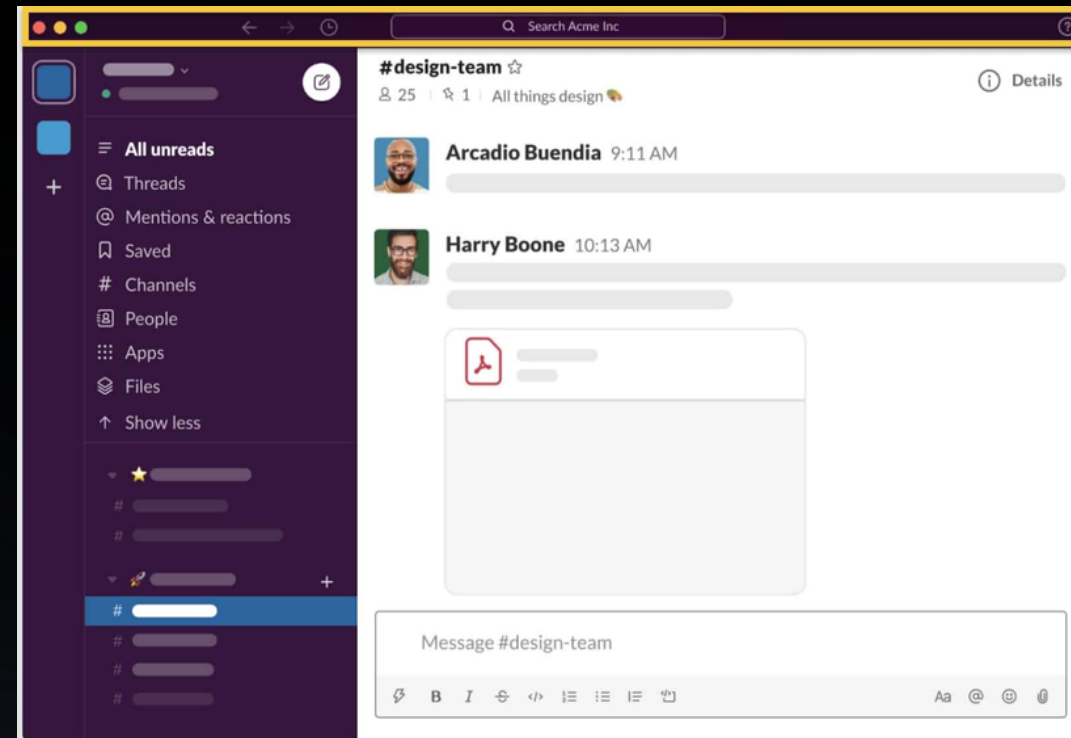 Search Acme Inc
#design-team
25 1 All things design
Details
All unreads
Threads
Mentions & reactions
Saved
# Channels
People
Apps
Files
Show less
Arcadio Buendia 9:11 AM
Harry Boone 10:13 AM
Message #design-team
B I S </> Aa @